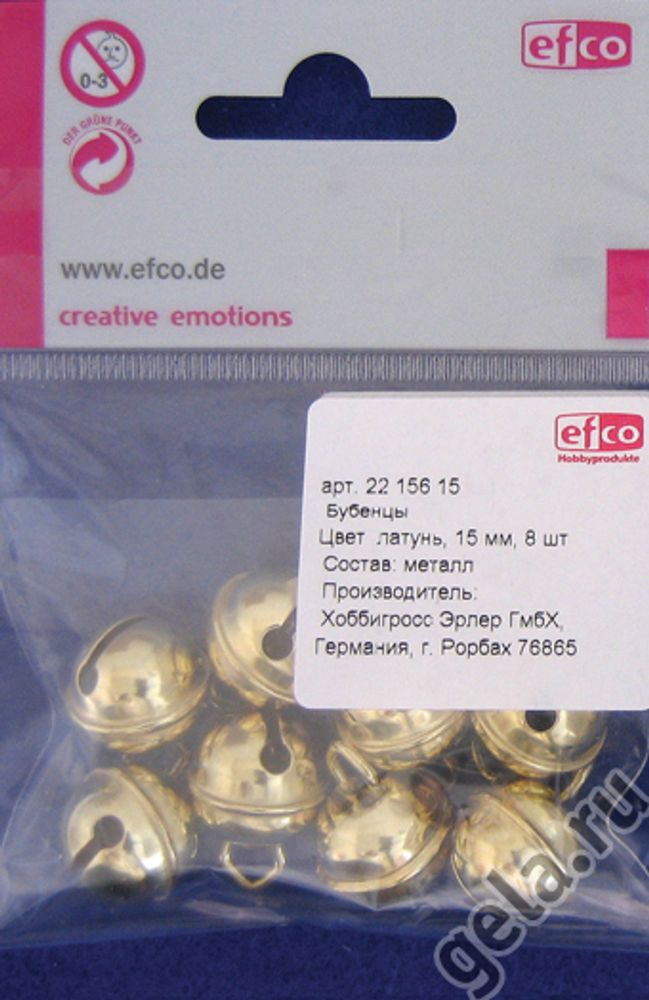 0-3
efco
DER GRÜNE PUNKT
www.efco.de
creative emotions
efco
Hobbyprodukte
арт. 22 156 15
Бубенцы
Цвет латунь, 15 мм, 8 шт
Состав: металл
Производитель:
Хоббигросс Эрлер ГмбХ,
Германия, г. Рорбах 76865
gela.ru